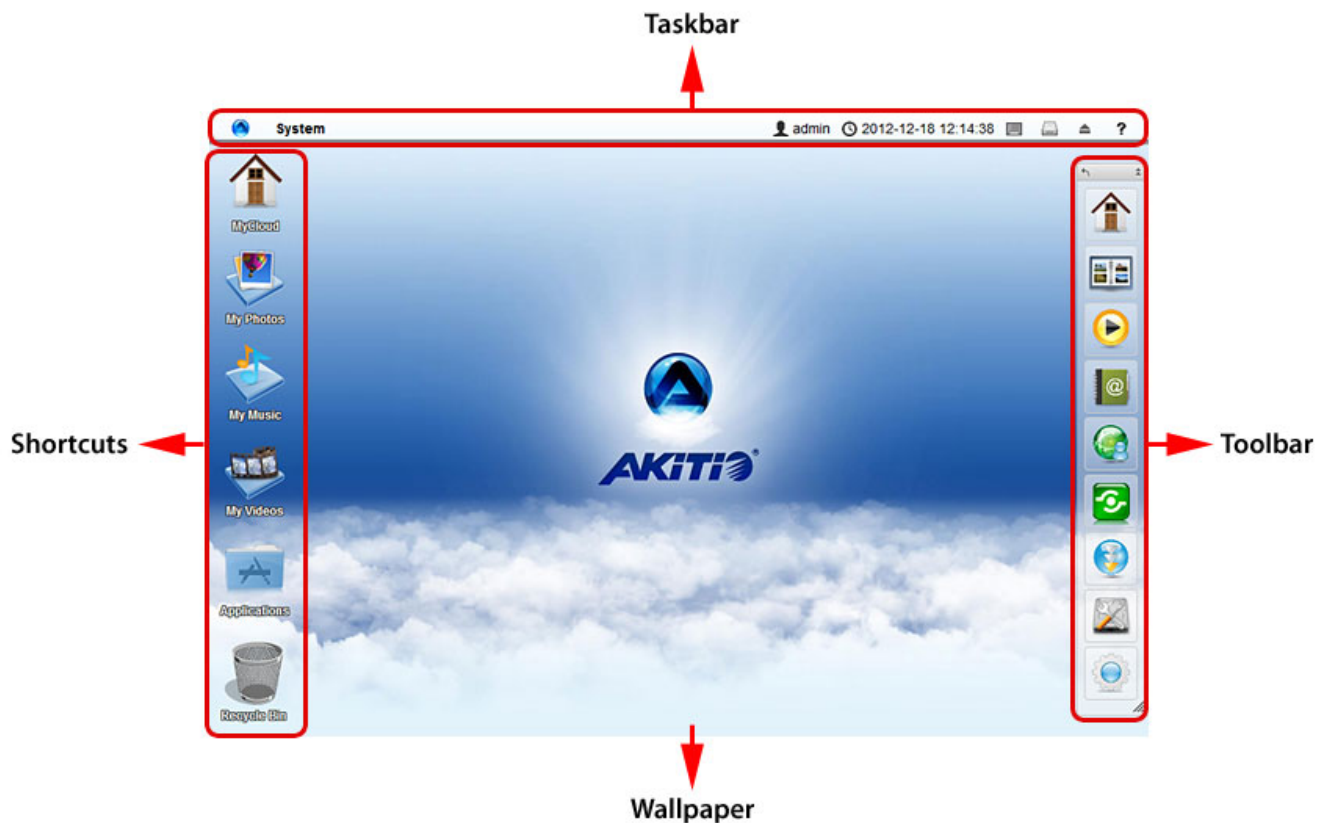 Taskbar
System admin 2012-12-18 12:14:38 ?
MyCloud
My Photos
My Music
My Videos
Applications
Recycle Bin
Shortcuts
AKiTiO®
Toolbar
Wallpaper